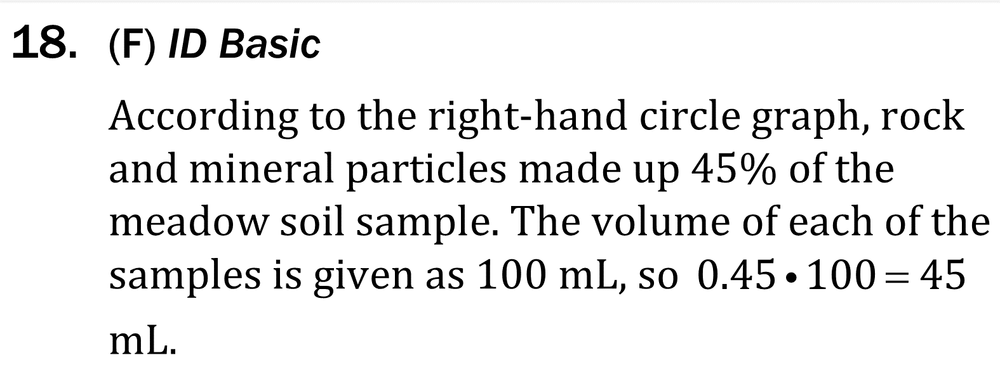 18. (F) ID Basic
According to the right-hand circle graph, rock
and mineral particles made up 45% of the
meadow soil sample. The volume of each of the
samples is given as 100 mL, so 0.45 • 100 = 45
mL.